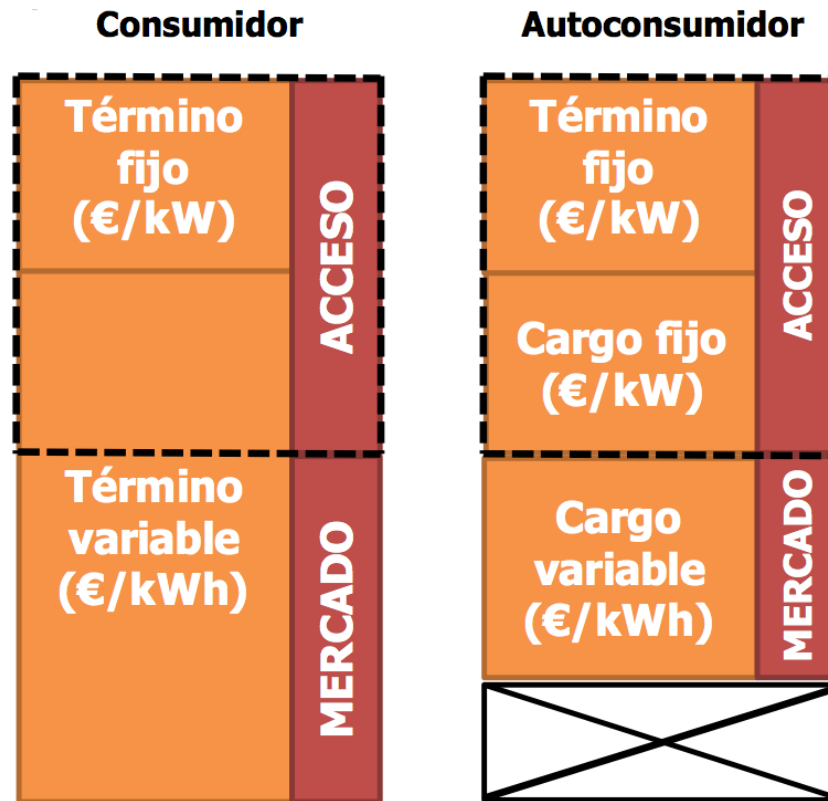 Consumidor
Término
fijo
(€/kW)
ACCESO
Término
variable
(€/kWh)
MERCADO
Autoconsumidor
Término
fijo
(€/kW)
Cargo fijo
(€/kW)
ACCESO
Cargo
variable
(€/kWh)
MERCADO